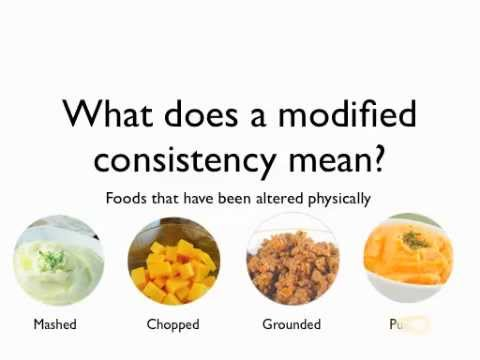 What does a modified
consistency mean?
Foods that have been altered physically
Mashed
Chopped
Grounded